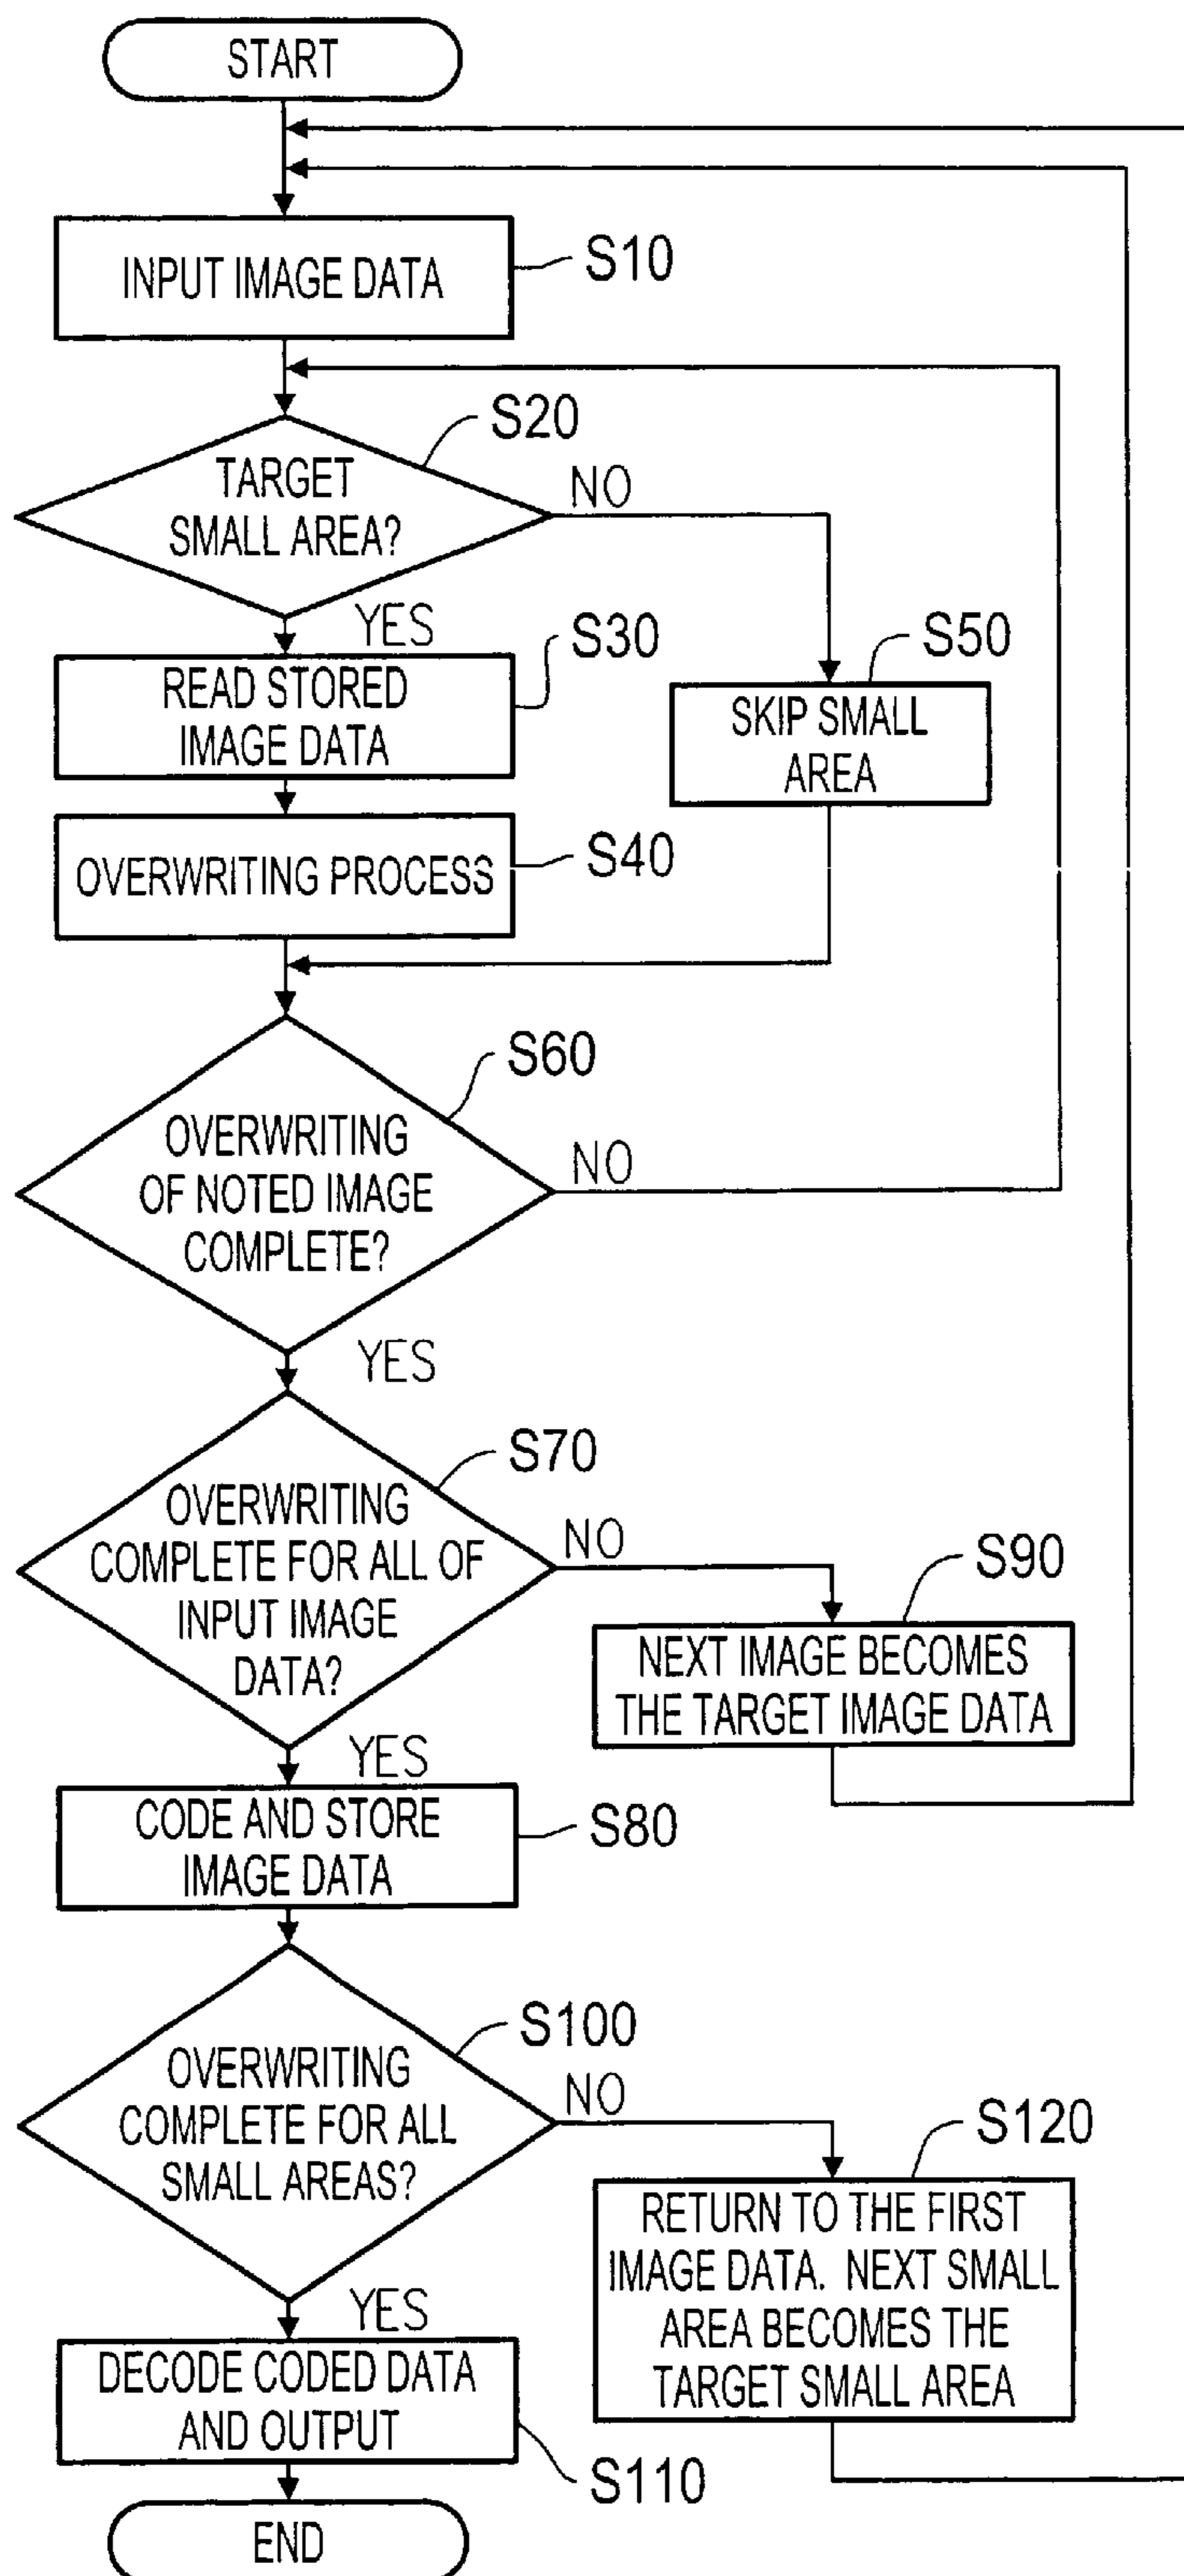 START
INPUT IMAGE DATA
S10
S20
TARGET
SMALL AREA?
NO
YES
S30
READ STORED
IMAGE DATA
S50
SKIP SMALL
AREA
S40
OVERWRITING PROCESS
S60
OVERWRITING
OF NOTED IMAGE
COMPLETE?
NO
YES
S70
OVERWRITING
COMPLETE FOR ALL OF
INPUT IMAGE
DATA?
NO
S90
NEXT IMAGE BECOMES
THE TARGET IMAGE DATA
YES
CODE AND STORE
IMAGE DATA
S80
S100
OVERWRITING
COMPLETE FOR ALL
SMALL AREAS?
NO
S120
RETURN TO THE FIRST
IMAGE DATA. NEXT SMALL
AREA BECOMES THE
TARGET SMALL AREA
YES
DECODE CODED DATA
AND OUTPUT
S110
END